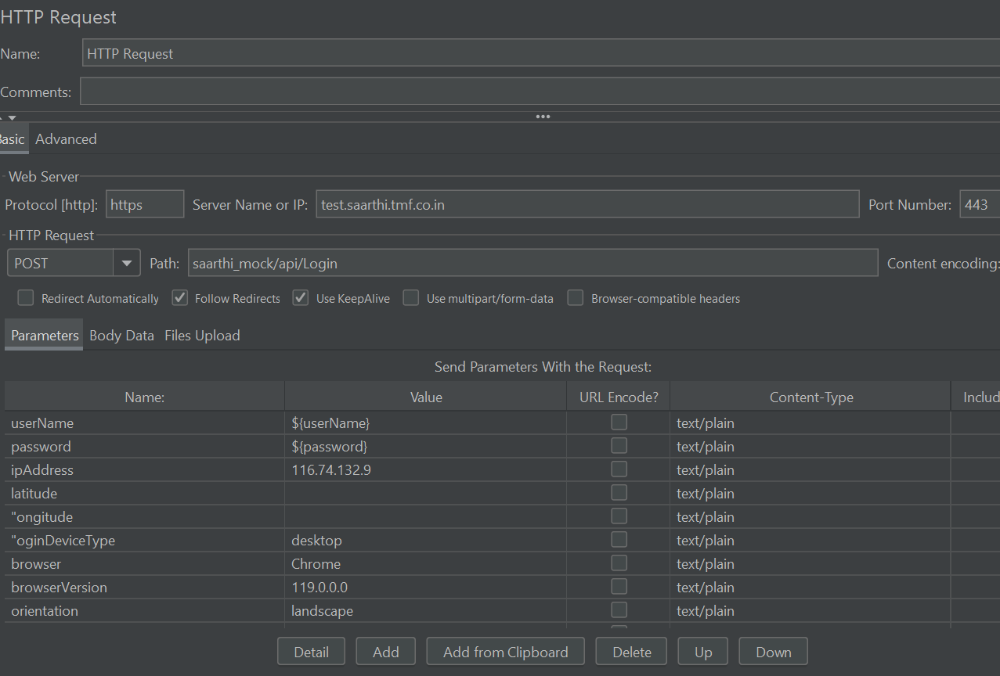 HTTP Request
Name: HTTP Request
Comments:
Basic Advanced
Web Server
Protocol [http]: https Server Name or IP: test.saarthi.tmf.co.in Port Number: 443
HTTP Request
POST Path: saarthi_mock/api/Login Content encoding:
Redirect Automatically Follow Redirects Use KeepAlive Use multipart/form-data Browser-compatible headers
Parameters Body Data Files Upload
Send Parameters With the Request:
Name: Value URL Encode? Content-Type Includ
userName ${userName} text/plain
password ${password} text/plain
ipAddress 116.74.132.9 text/plain
latitude text/plain
"ongitude text/plain
"oginDeviceType desktop text/plain
browser Chrome text/plain
browserVersion 119.0.0.0 text/plain
orientation landscape text/plain
Detail Add Add from Clipboard Delete Up Down